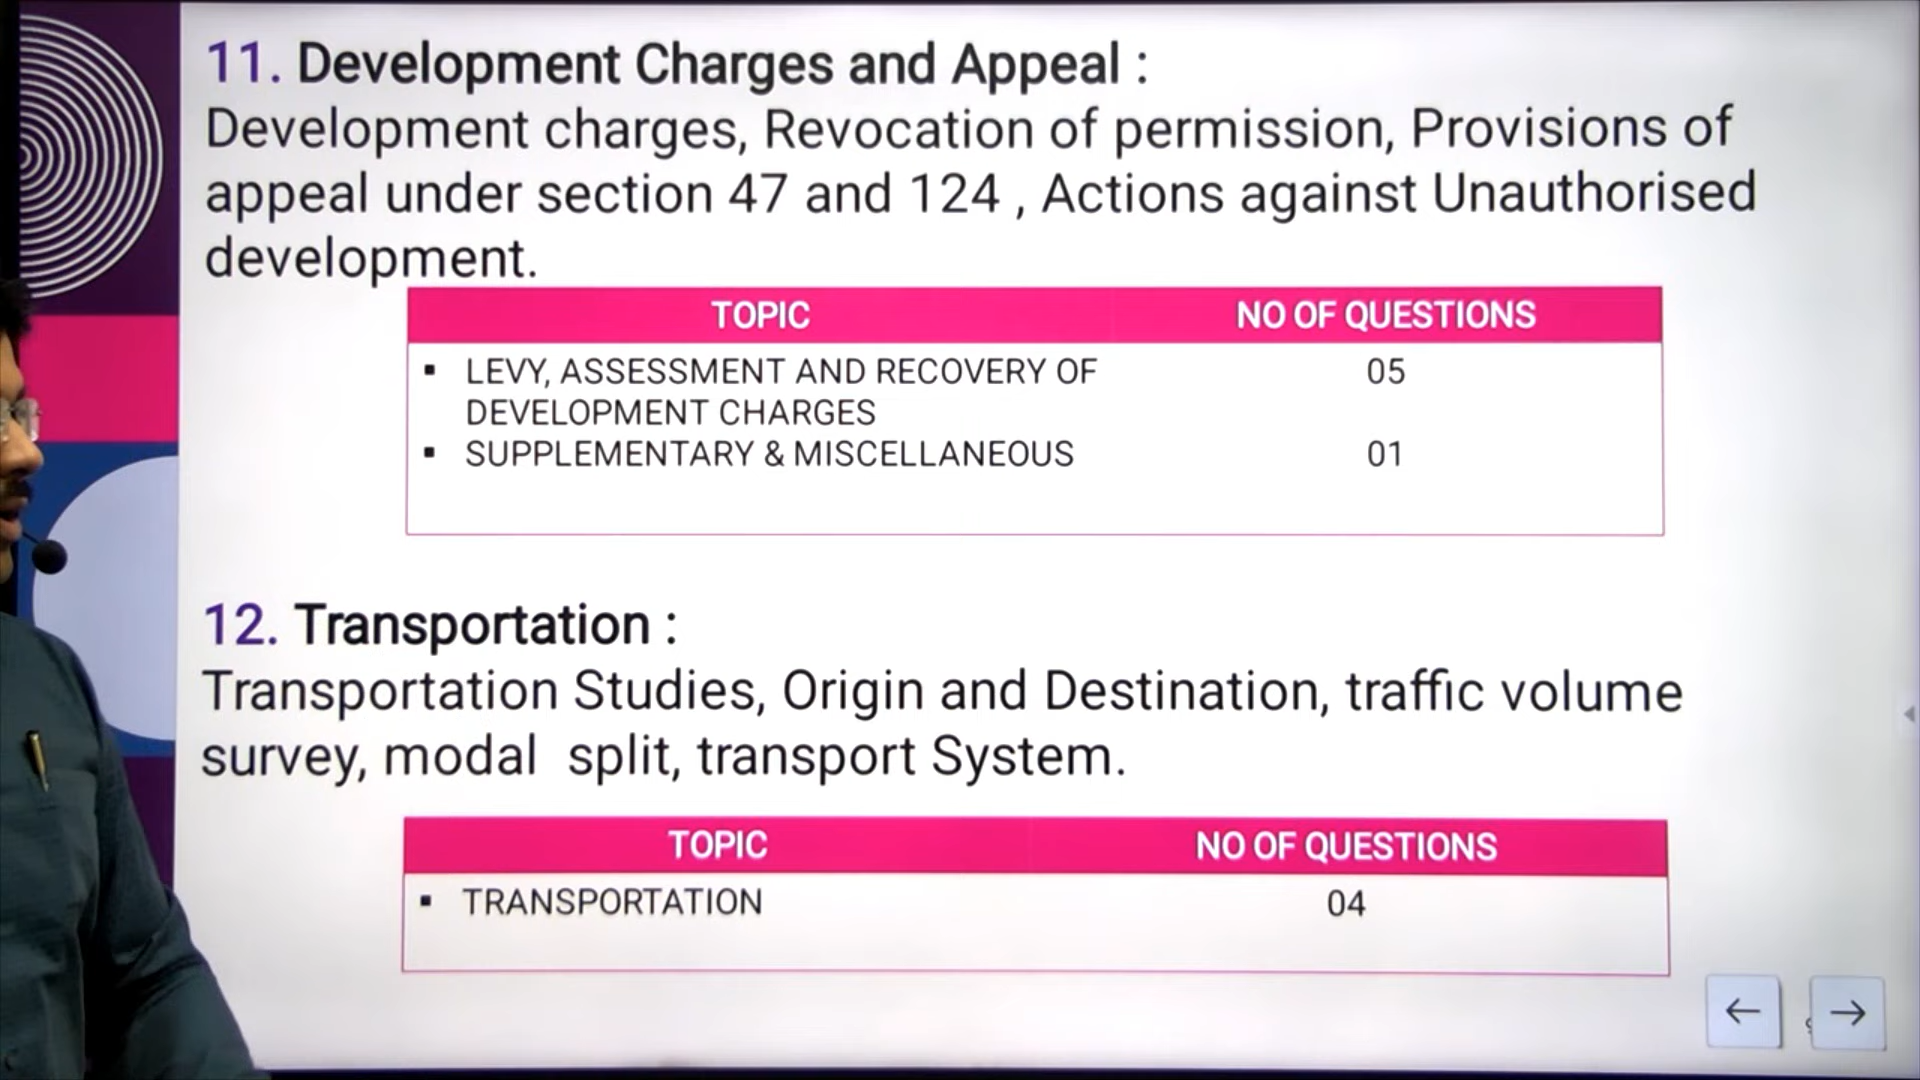 11. Development Charges and Appeal :
Development charges, Revocation of permission, Provisions of
appeal under section 47 and 124 , Actions against Unauthorised
development.
TOPIC NO OF QUESTIONS
▪ LEVY, ASSESSMENT AND RECOVERY OF 05
DEVELOPMENT CHARGES
▪ SUPPLEMENTARY & MISCELLANEOUS 01
12. Transportation :
Transportation Studies, Origin and Destination, traffic volume
survey, modal split, transport System.
TOPIC NO OF QUESTIONS
▪ TRANSPORTATION 04